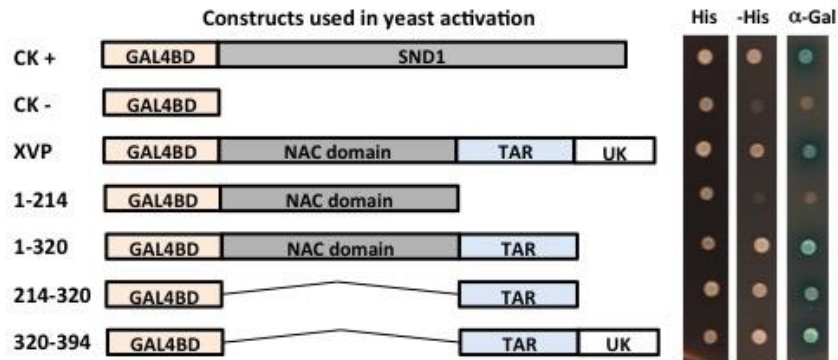 Constructs used in yeast activation His -His α-Gal
CK + GAL4BD SND1
CK - GAL4BD
XVP GAL4BD NAC domain TAR UK
1-214 GAL4BD NAC domain
1-320 GAL4BD NAC domain TAR
214-320 GAL4BD TAR
320-394 GAL4BD TAR UK